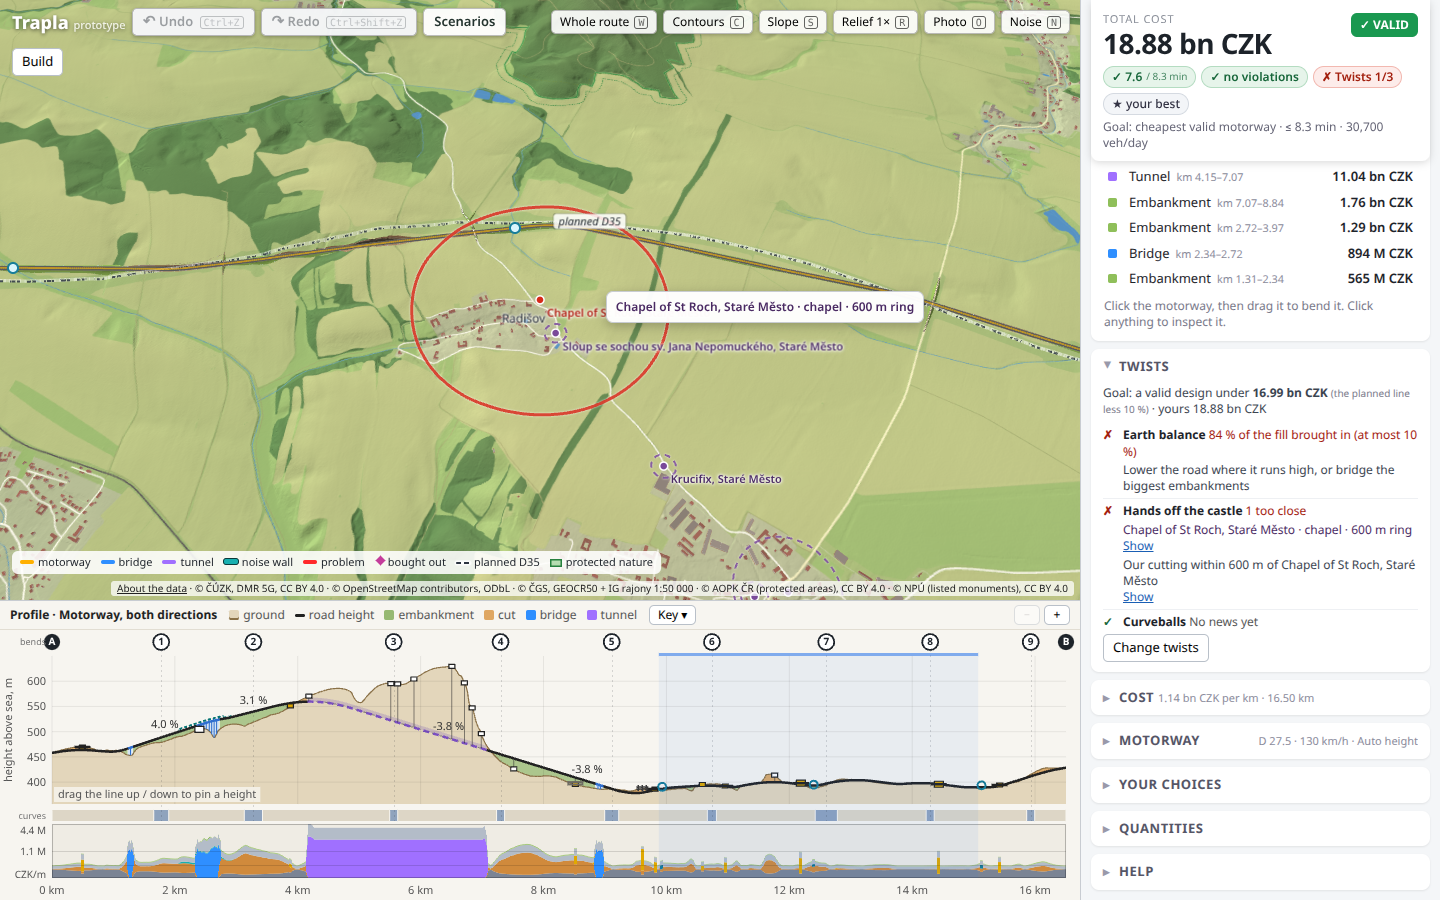 Trapla prototype
↶ Undo Ctrl+Z
↷ Redo Ctrl+Shift+Z
Scenarios
Whole route W
Contours C
Slope S
Relief 1× R
Photo O
Noise N
Build
planned D35
Chapel of St Roch, Staré Město · chapel · 600 m ring
Chapel of S
Radišov
Sloup se sochou sv. Jana Nepomuckého, Staré Město
Krucifix, Staré Město
motorway bridge tunnel noise wall problem bought out planned D35 protected nature
About the data · © ČÚZK, DMR 5G, CC BY 4.0 · © OpenStreetMap contributors, ODbL · © ČGS, GEOCR50 + IG rajony 1:50 000 · © AOPK ČR (protected areas), CC BY 4.0 · © NPÚ (listed monuments), CC BY 4.0
TOTAL COST
18.88 bn CZK
✓ VALID
✓ 7.6 / 8.3 min
✓ no violations
✗ Twists 1/3
★ your best
Goal: cheapest valid motorway · ≤ 8.3 min · 30,700
veh/day
Tunnel km 4.15–7.07 11.04 bn CZK
Embankment km 7.07–8.84 1.76 bn CZK
Embankment km 2.72–3.97 1.29 bn CZK
Bridge km 2.34–2.72 894 M CZK
Embankment km 1.31–2.34 565 M CZK
Click the motorway, then drag it to bend it. Click
anything to inspect it.
▼ TWISTS
Goal: a valid design under 16.99 bn CZK (the planned line
less 10 %) · yours 18.88 bn CZK
✗ Earth balance 84 % of the fill brought in (at most 10
%)
Lower the road where it runs high, or bridge the
biggest embankments
✗ Hands off the castle 1 too close
Chapel of St Roch, Staré Město · chapel · 600 m ring
Show
Our cutting within 600 m of Chapel of St Roch, Staré
Město
Show
✓ Curveballs No news yet
Change twists
▶ COST 1.14 bn CZK per km · 16.50 km
▶ MOTORWAY D 27.5 · 130 km/h · Auto height
▶ YOUR CHOICES
▶ QUANTITIES
▶ HELP
Profile · Motorway, both directions ground road height embankment cut bridge tunnel Key ▾ − +
bends A 1 2 3 4 5 6 7 8 9 B
height above sea, m
600
550
500
450
400
4.0 %
3.1 %
-3.8 %
-3.8 %
drag the line up / down to pin a height
curves
4.4 M
1.1 M
CZK/m
0 km 2 km 4 km 6 km 8 km 10 km 12 km 14 km 16 km